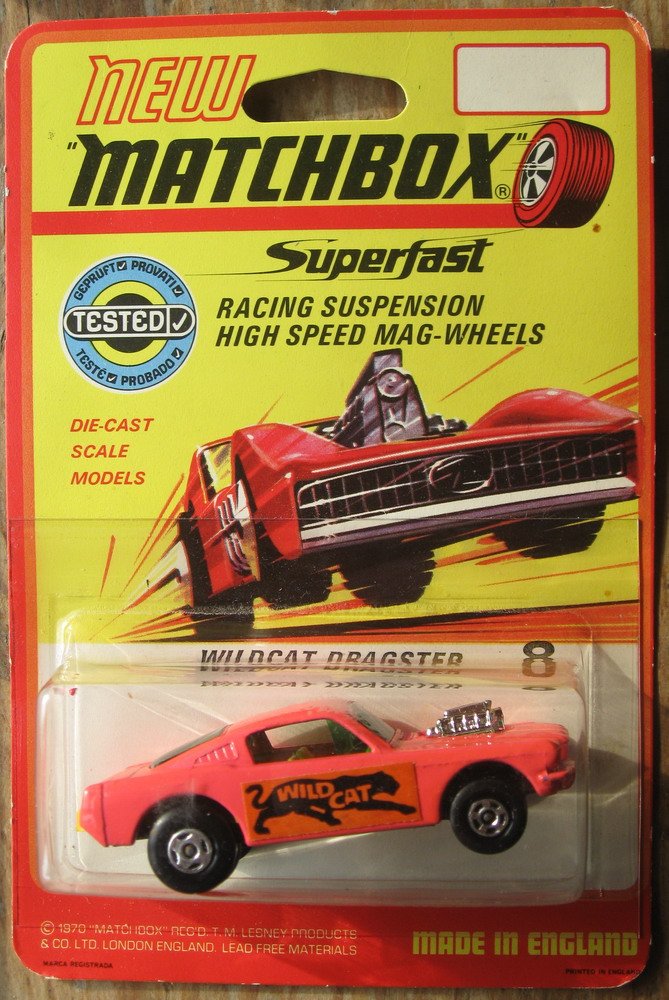 NEW
"MATCHBOX"®
Superfast
GEPRÜFT PROVATI
TESTED
TESTÉ PROBADO
RACING SUSPENSION
HIGH SPEED MAG-WHEELS
DIE-CAST
SCALE
MODELS
WILDCAT DRAGSTER 8
WILD CAT
© 1970 "MATCHBOX" REG'D. T. M. LESNEY PRODUCTS
& CO. LTD. LONDON ENGLAND. LEAD FREE MATERIALS
MADE IN ENGLAND
MARCA REGISTRADA
PRINTED IN ENGLAND